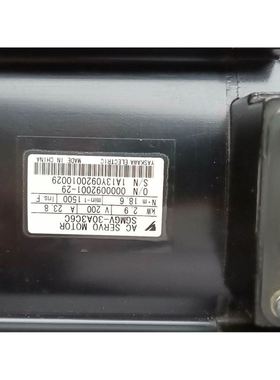 AC SERVO MOTOR
SGMGV-30A3C6C
kW 2.9 V 200 A 23.8
N·m 18.6 min-1 1500 Ins. F
O/N 0000092001-29
S/N 1A13Y0920010029
YASKAWA ELECTRIC MADE IN CHINA